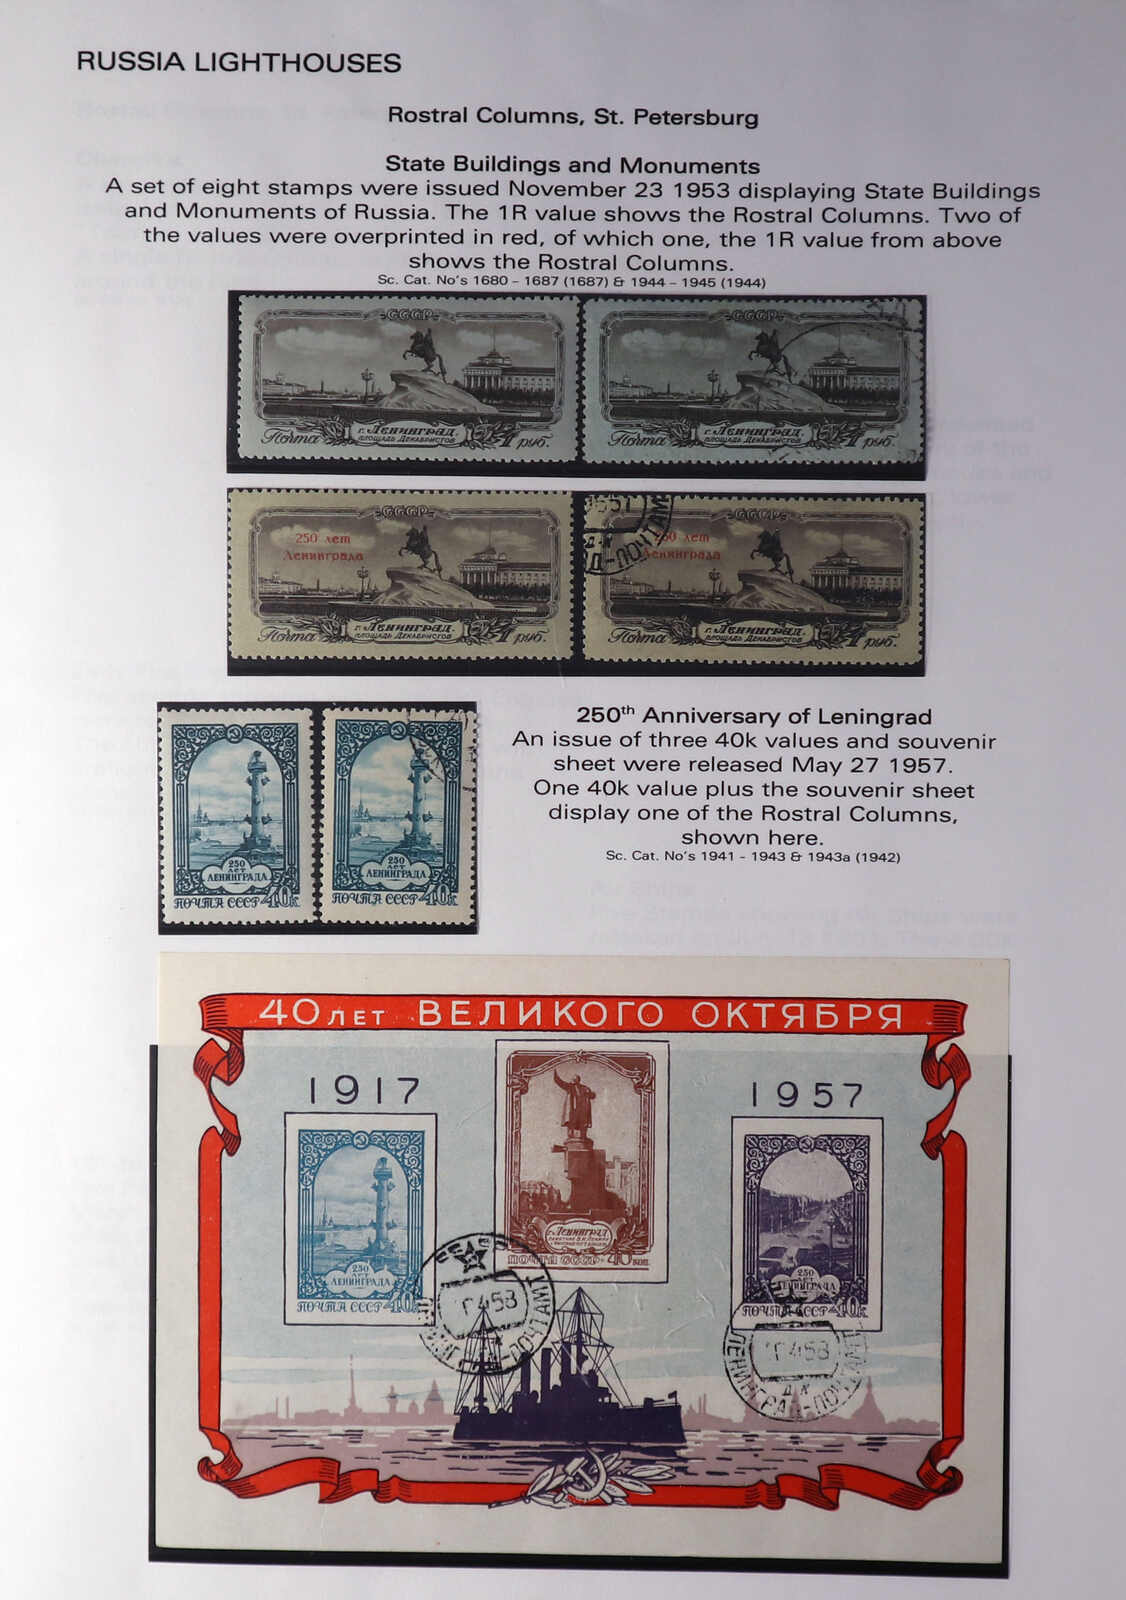 RUSSIA LIGHTHOUSES
Rostral Columns, St. Petersburg
State Buildings and Monuments
A set of eight stamps were issued November 23 1953 displaying State Buildings
and Monuments of Russia. The 1R value shows the Rostral Columns. Two of
the values were overprinted in red, of which one, the 1R value from above
shows the Rostral Columns.
Sc. Cat. No's 1680 - 1687 (1687) & 1944 - 1945 (1944)
СССР
г. Ленинград.
площадь Декабристов
Почта 1 руб.
СССР
г. Ленинград.
площадь Декабристов
Почта 1 руб.
СССР
250 лет
Ленинграда
г. Ленинград.
площадь Декабристов
Почта 1 руб.
СССР
250 лет
Ленинграда
г. Ленинград.
площадь Декабристов
Почта 1 руб.
250th Anniversary of Leningrad
An issue of three 40k values and souvenir
sheet were released May 27 1957.
One 40k value plus the souvenir sheet
display one of the Rostral Columns,
shown here.
Sc. Cat. No's 1941 - 1943 & 1943a (1942)
250
ЛЕТ
ЛЕНИНГРАДА
ПОЧТА СССР 40к
250
ЛЕТ
ЛЕНИНГРАДА
ПОЧТА СССР 40к
40 ЛЕТ ВЕЛИКОГО ОКТЯБРЯ
1917
1957
250
ЛЕТ
ЛЕНИНГРАДА
ПОЧТА СССР 40к
г. Ленинград
ПОЧТА СССР 40 коп.
250
ЛЕТ
ЛЕНИНГРАДА
ПОЧТА СССР 40к
ЛЕНИНГРАД-ПОЧТАМТ